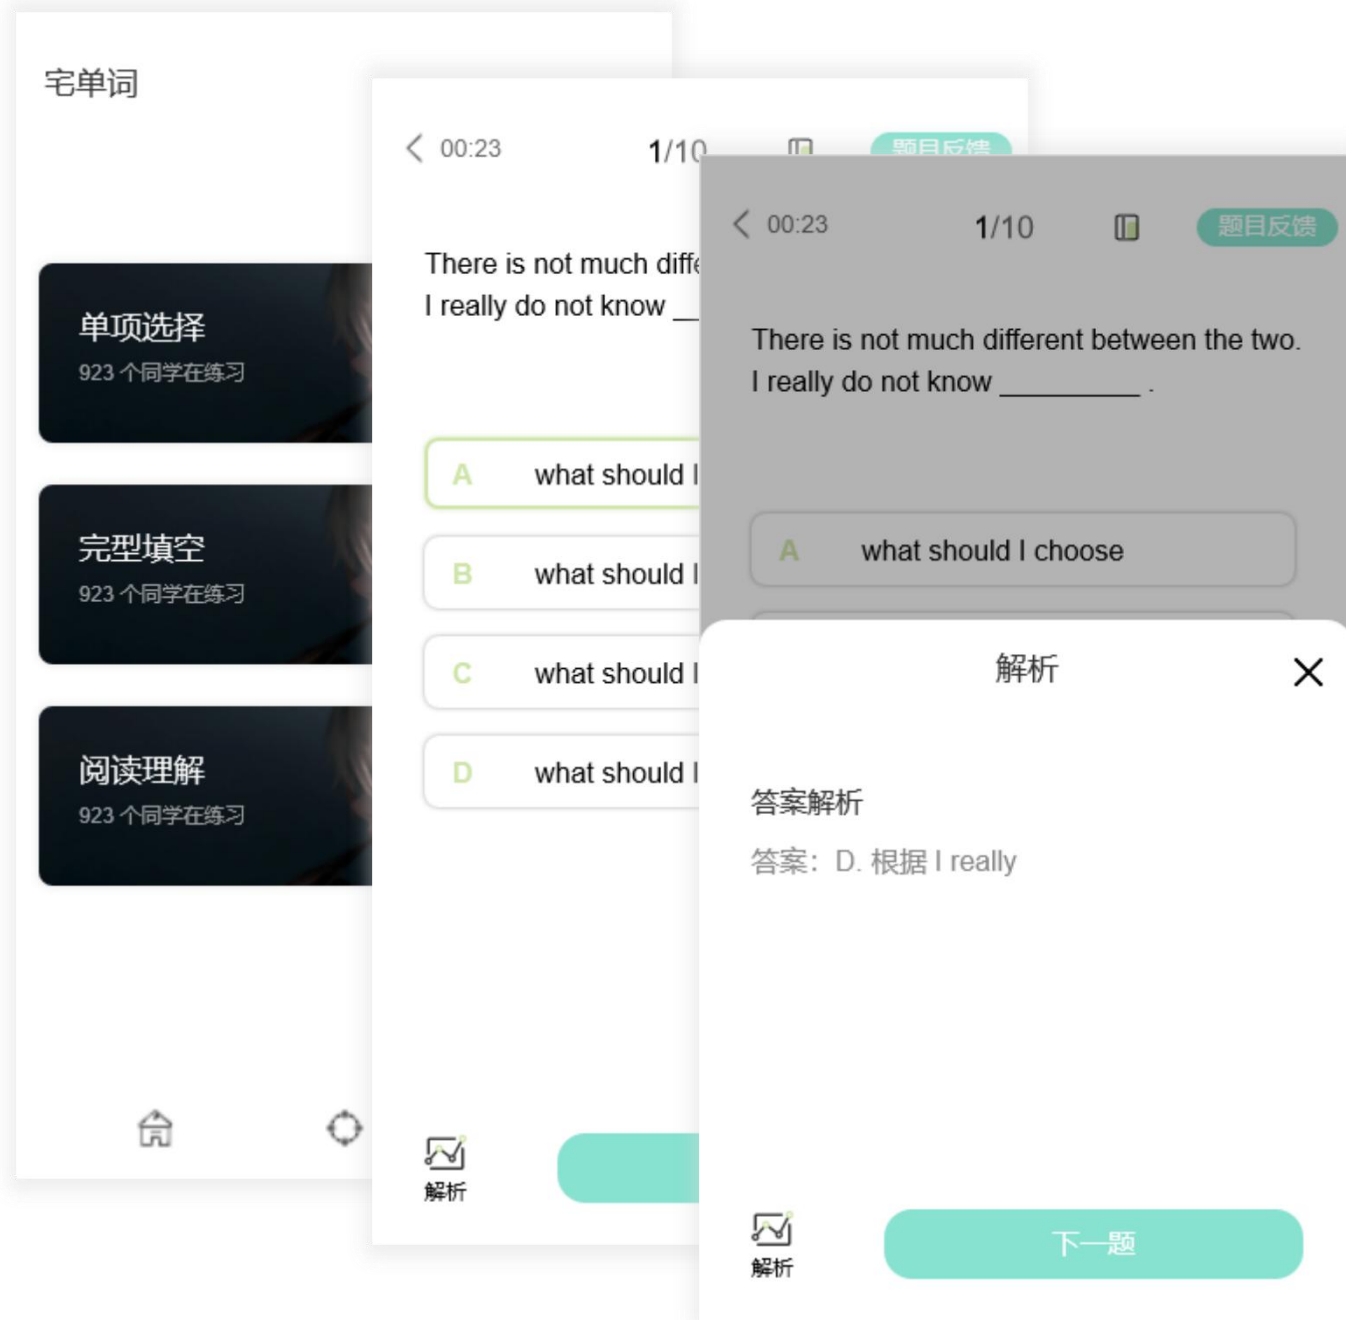 宅单词
单项选择
923 个同学在练习
完型填空
923 个同学在练习
阅读理解
923 个同学在练习
00:23
1/10
题目反馈
There is not much
I really do not know
A what should I
B what should I
C what should I
D what should I
解析
00:23
1/10
题目反馈
There is not much different between the two.
I really do not know _________ .
A what should I choose
解析
答案解析
答案：D. 根据 I really
解析
下一题